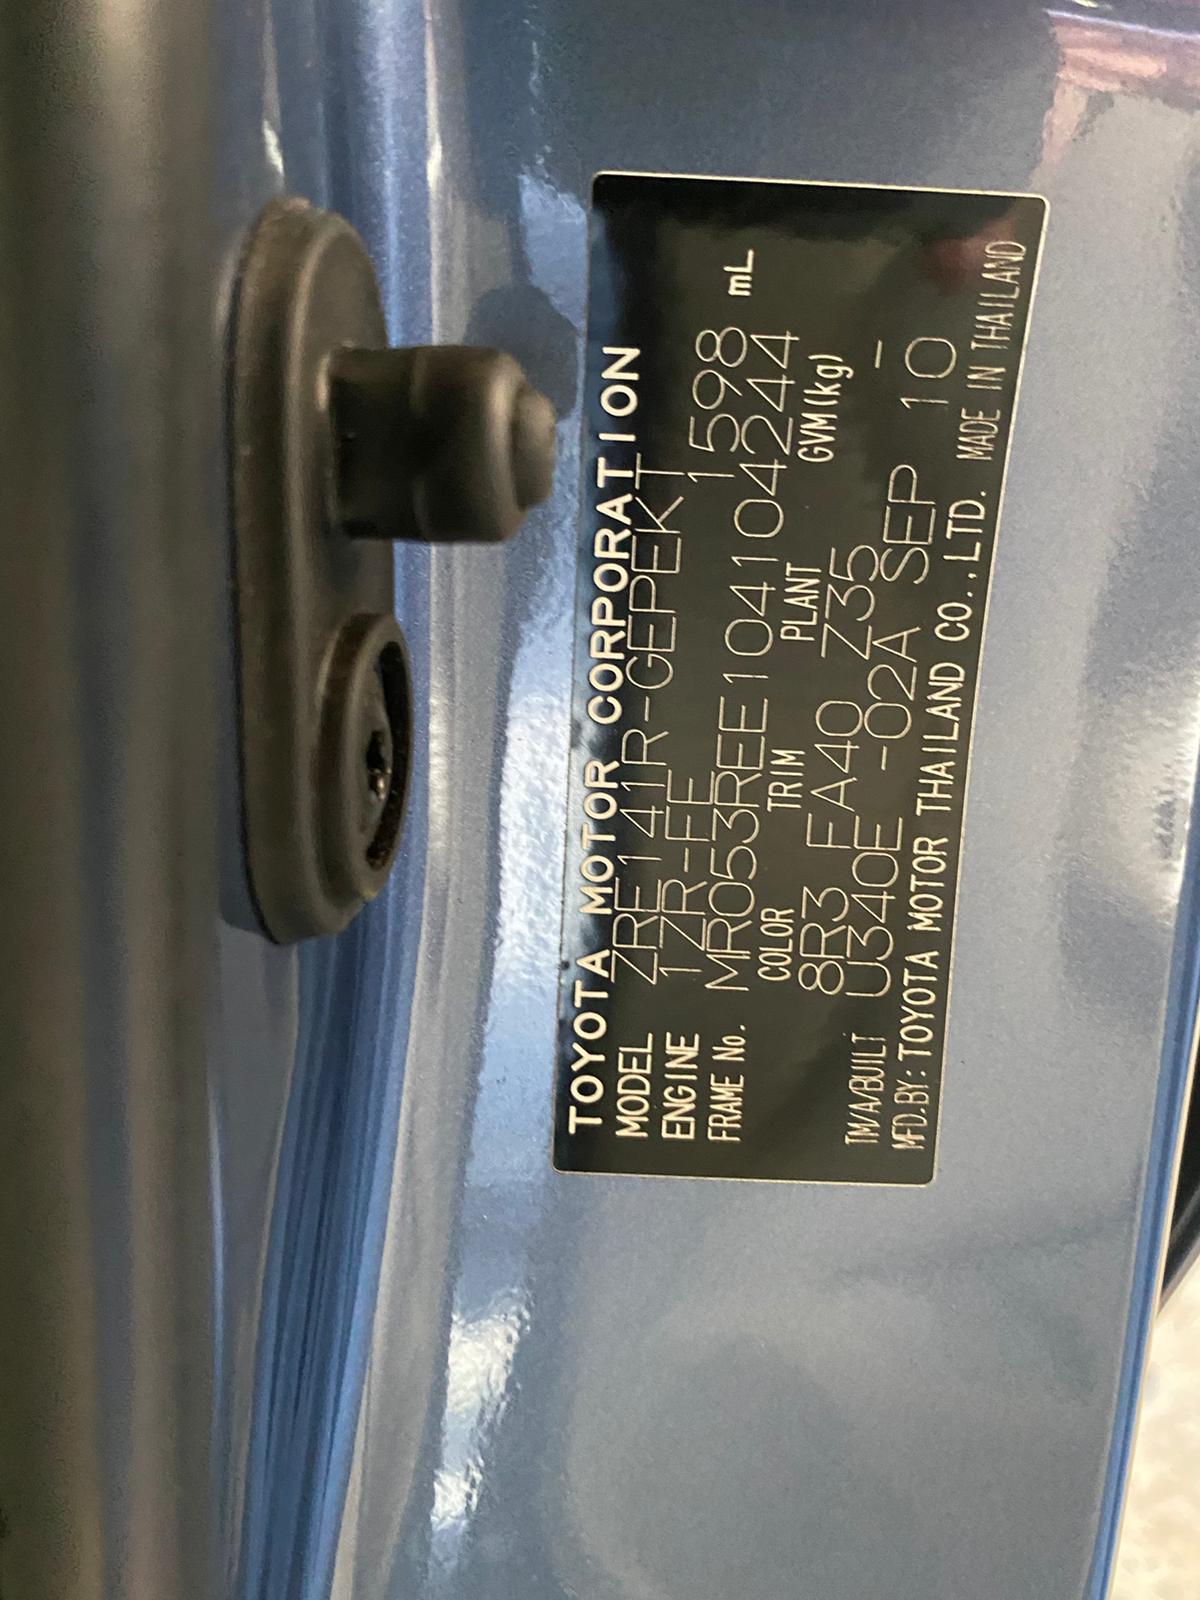 TOYOTA MOTOR CORPORATION
MODEL ZRE141R-GEPEKT
ENGINE 1ZR-FE 1598 mL
FRAME No. MR053REE104104244
COLOR TRIM PLANT GVM(kg)
8R3 FA40 Z35 -
TM/A/BUILT U340E -02A SEP 10
MFD.BY:TOYOTA MOTOR THAILAND CO.,LTD. MADE IN THAILAND